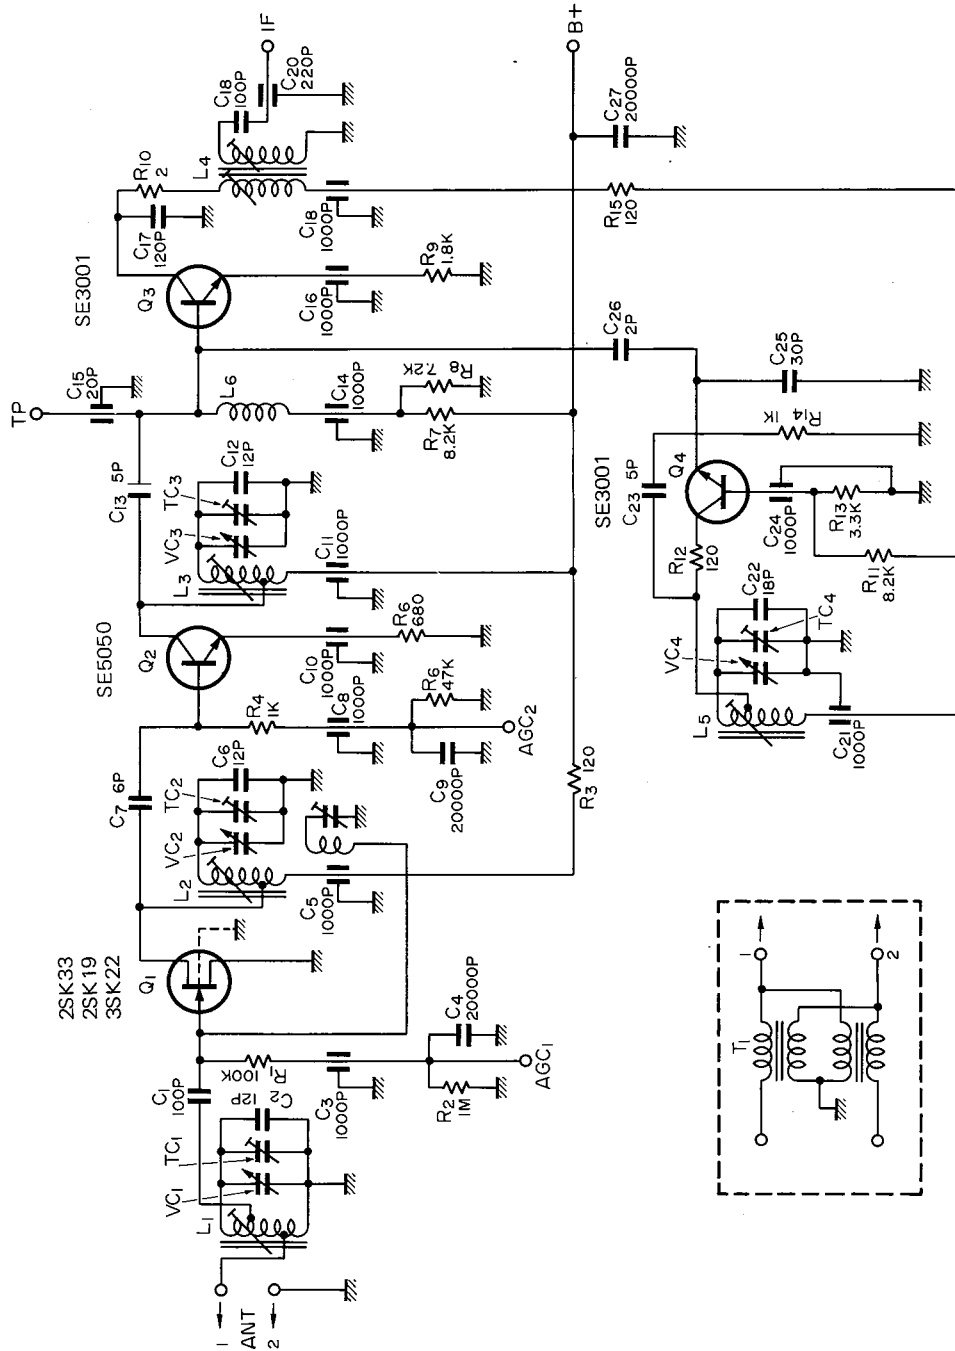 2SK33
2SK19
3SK22
Q1
SE5050
Q2
SE3001
Q3
SE3001
Q4
1
ANT
2
L1
VC1
TC1
C2
12P
C1
100P
R1
100K
C3
1000P
R2
1M
C4
20000P
AGC1
L2
VC2
TC2
C6
12P
C5
1000P
C7 6P
R4
1K
C8
1000P
C9
20000P
R6
47K
AGC2
R3 120
C10
1000P
R6
680
L3
VC3
TC3
C12
12P
C11
1000P
C13 5P
TP
C15
20P
L6
C14
1000P
R7
8.2K
R8
7.2K
C16
1000P
R9
1.8K
C17
120P
R10
2
L4
C18
100P
IF
C20
220P
C18
1000P
R15
120
B+
C27
20000P
C26
2P
C25
30P
R14
1K
C23 5P
R12
120
C24
1000P
R13
3.3K
R11
8.2K
VC4
TC4
C22
18P
L5
C21
1000P
T1
1
2